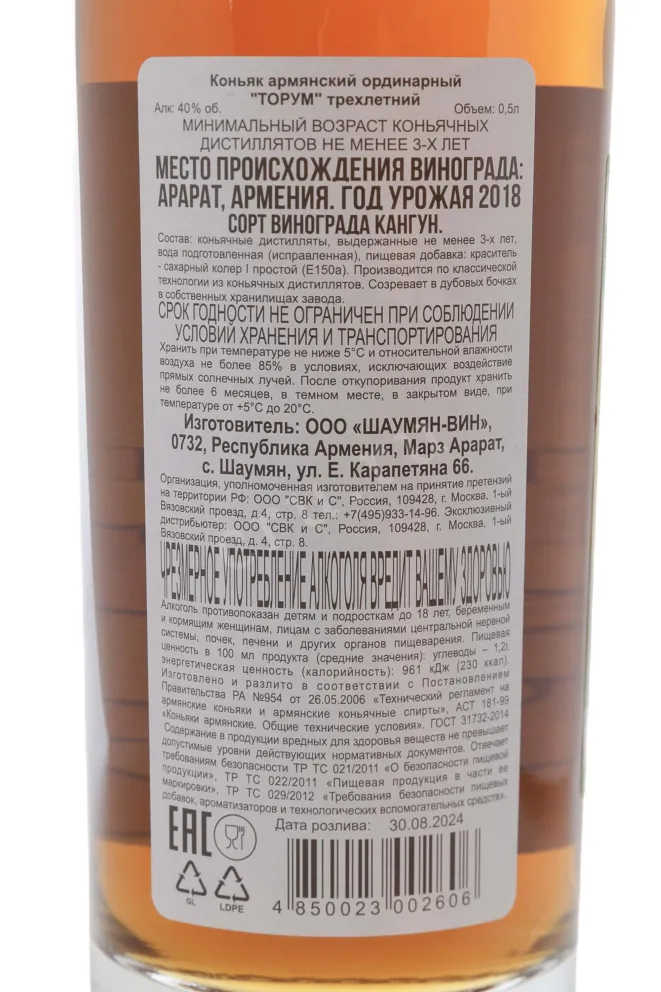 Коньяк армянский ординарный
"ТОРУМ" трехлетний
Алк: 40% об.
Объем: 0,5л
МИНИМАЛЬНЫЙ ВОЗРАСТ КОНЬЯЧНЫХ
ДИСТИЛЛЯТОВ НЕ МЕНЕЕ 3-Х ЛЕТ
МЕСТО ПРОИСХОЖДЕНИЯ ВИНОГРАДА:
АРАРАТ, АРМЕНИЯ. ГОД УРОЖАЯ 2018
СОРТ ВИНОГРАДА КАНГУН.
Состав: коньячные дистилляты, выдержанные не менее 3-х лет,
вода подготовленная (исправленная), пищевая добавка: краситель
- сахарный колер I простой (Е150а). Производится по классической
технологии из коньячных дистиллятов. Созревает в дубовых бочках
в собственных хранилищах завода.
СРОК ГОДНОСТИ НЕ ОГРАНИЧЕН ПРИ СОБЛЮДЕНИИ
УСЛОВИЙ ХРАНЕНИЯ И ТРАНСПОРТИРОВАНИЯ
Хранить при температуре не ниже 5°С и относительной влажности
воздуха не более 85% в условиях, исключающих воздействие
прямых солнечных лучей. После откупоривания продукт хранить
не более 6 месяцев, в темном месте, в закрытом виде, при
температуре от +5°С до 20°С.
Изготовитель: ООО «ШАУМЯН-ВИН»,
0732, Республика Армения, Марз Арарат,
с. Шаумян, ул. Е. Карапетяна 66.
Организация, уполномоченная изготовителем на принятие претензий
на территории РФ: ООО "СВК и С", Россия, 109428, г. Москва. 1-ый
Вязовский проезд, д.4, стр. 8 тел.: +7(495)933-14-96. Эксклюзивный
дистрибьютер: ООО "СВК и С", Россия, 109428, г. Москва. 1-ый
Вязовский проезд, д. 4, стр. 8.
ЧРЕЗМЕРНОЕ УПОТРЕБЛЕНИЕ АЛКОГОЛЯ ВРЕДИТ ВАШЕМУ ЗДОРОВЬЮ
Алкоголь противопоказан детям и подросткам до 18 лет, беременным
и кормящим женщинам, лицам с заболеваниями центральной нервной
системы, почек, печени и других органов пищеварения. Пищевая
ценность в 100 мл продукта (средние значения): углеводы – 1,2г,
энергетическая ценность (калорийность): 961 кДж (230 ккал).
Изготовлено и разлито в соответствии с Постановлением
Правительства РА №954 от 26.05.2006 «Технический регламент на
армянские коньяки и армянские коньячные спирты», АСТ 181-99
«Коньяки армянские. Общие технические условия». ГОСТ 31732-2014
Содержание в продукции вредных для здоровья веществ не превышает
допустимые уровни действующих нормативных документов. Отвечает
требованиям безопасности ТР ТС 021/2011 «О безопасности пищевой
продукции», ТР ТС 022/2011 «Пищевая продукция в части ее
маркировки», ТР ТС 029/2012 «Требования безопасности пищевых
добавок, ароматизаторов и технологических вспомогательных средств».
Дата розлива: 30.08.2024
EAC
GL
LDPE
4 850023 002606